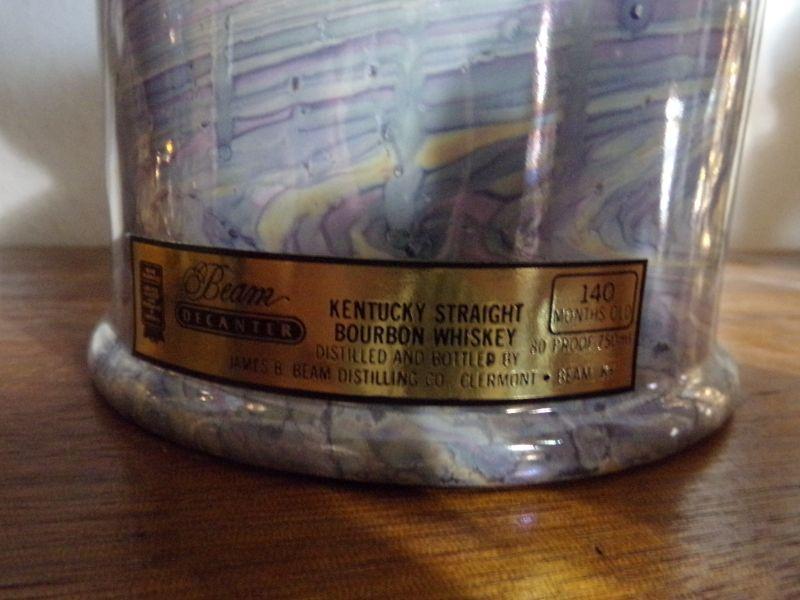 Beam
DECANTER
KENTUCKY STRAIGHT
BOURBON WHISKEY
140
MONTHS OLD
DISTILLED AND BOTTLED BY 80 PROOF 750ml
JAMES B. BEAM DISTILLING CO., CLERMONT • BEAM, KY.